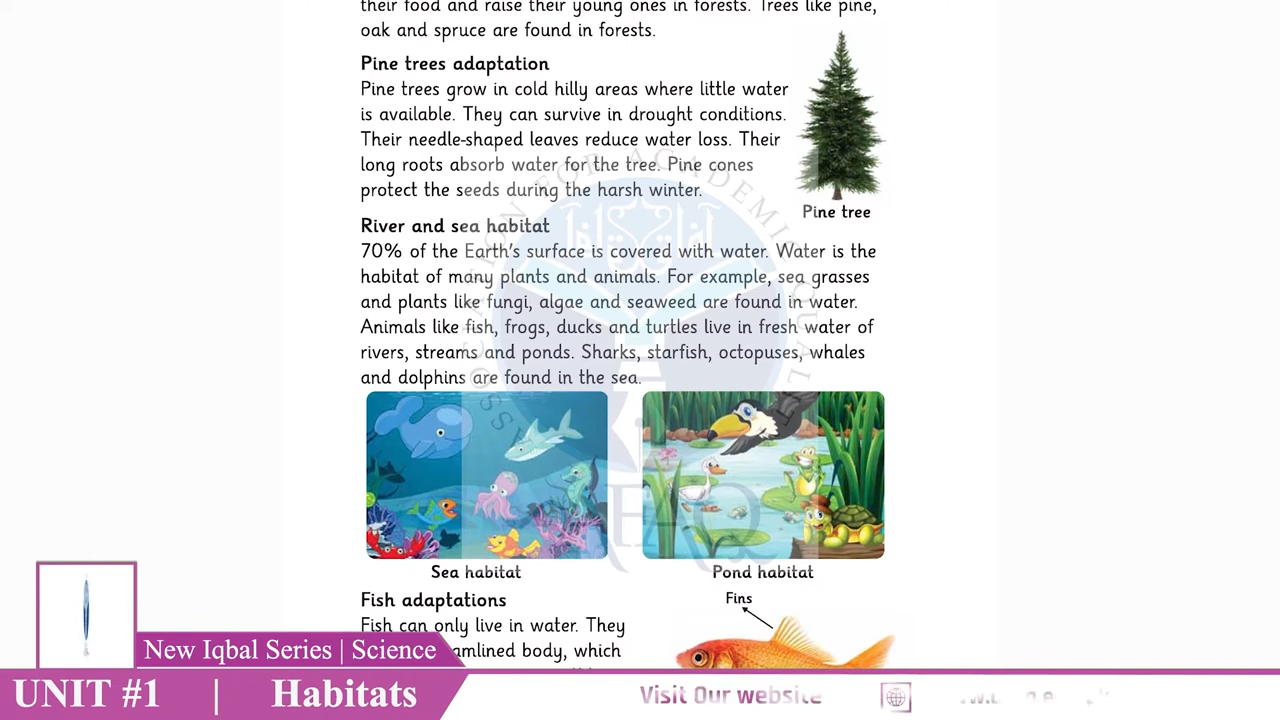 their food and raise their young ones in forests. Trees like pine,
oak and spruce are found in forests.
Pine trees adaptation
Pine trees grow in cold hilly areas where little water
is available. They can survive in drought conditions.
Their needle-shaped leaves reduce water loss. Their
long roots absorb water for the tree. Pine cones
protect the seeds during the harsh winter.
Pine tree
River and sea habitat
70% of the Earth's surface is covered with water. Water is the
habitat of many plants and animals. For example, sea grasses
and plants like fungi, algae and seaweed are found in water.
Animals like fish, frogs, ducks and turtles live in fresh water of
rivers, streams and ponds. Sharks, starfish, octopuses, whales
and dolphins are found in the sea.
Sea habitat
Pond habitat
Fish adaptations
Fins
Fish can only live in water. They
body, which
New Iqbal Series | Science
UNIT #1 | Habitats
Visit Our website
ASSOCIATION FOR ACADEMIC QUALITY
AFAQ